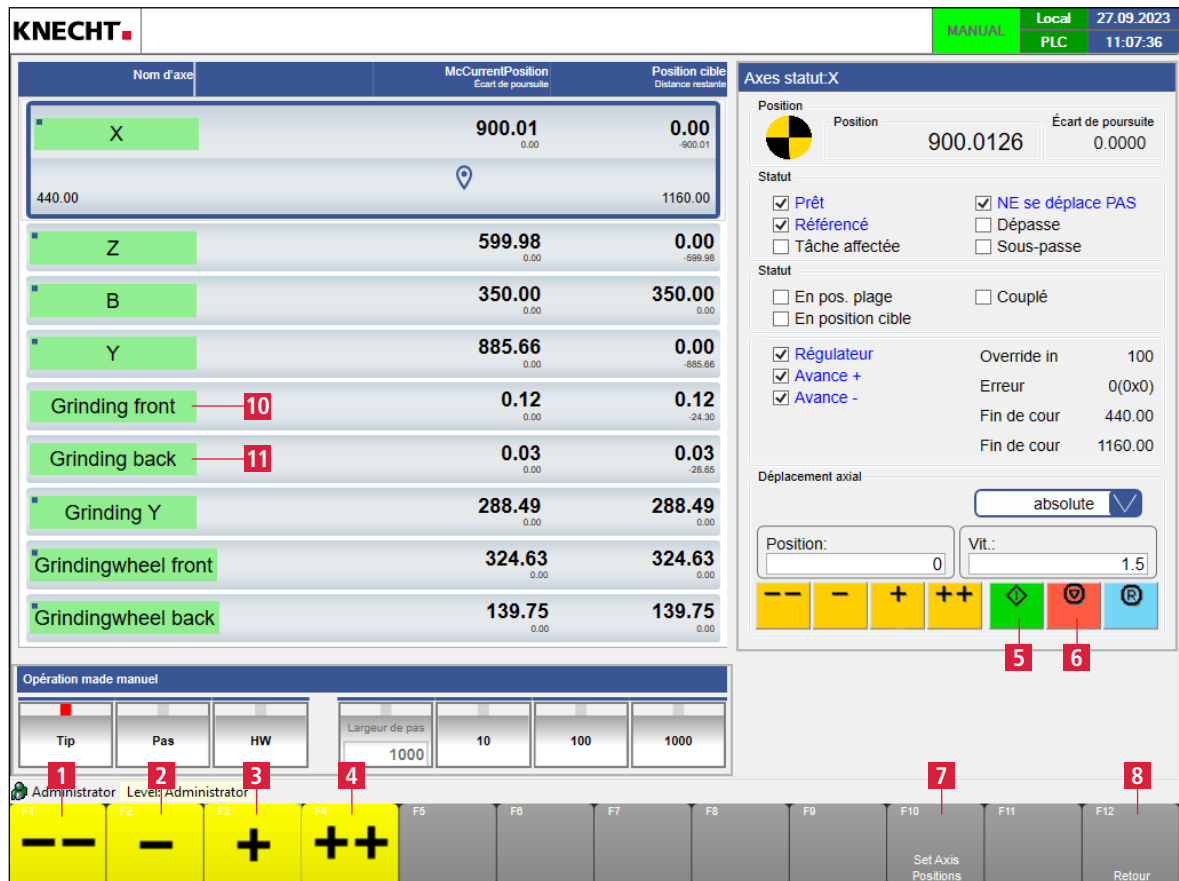 KNECHT
MANUAL
Local
27.09.2023
PLC
11:07:36
Nom d'axe
McCurrentPosition
Écart de poursuite
Position cible
Distance restante
X
900.01
0.00
0.00
-900.01
440.00
1160.00
Z
599.98
0.00
0.00
-599.98
B
350.00
0.00
350.00
0.00
Y
885.66
0.00
0.00
-885.66
Grinding front
10
0.12
0.00
0.12
-24.30
Grinding back
11
0.03
0.00
0.03
-28.65
Grinding Y
288.49
0.00
288.49
0.00
Grindingwheel front
324.63
0.00
324.63
0.00
Grindingwheel back
139.75
0.00
139.75
0.00
Axes statut:X
Position
Position
900.0126
Écart de poursuite
0.0000
Statut
Prêt
NE se déplace PAS
Référencé
Dépasse
Tâche affectée
Sous-passe
Statut
En pos. plage
Couplé
En position cible
Régulateur
Override in
100
Avance +
Erreur
0(0x0)
Avance -
Fin de cour
440.00
Fin de cour
1160.00
Déplacement axial
absolute
Position:
0
Vit.:
1.5
-- - + ++
R
5
6
Opération made manuel
Tip
Pas
HW
Largeur de pas
1000
10
100
1000
1
2
3
4
7
8
Administrator
Level: Administrator
F1
--
F2
-
F3
+
F4
++
F5
F6
F7
F8
F9
F10
Set Axis
Positions
F11
F12
Retour